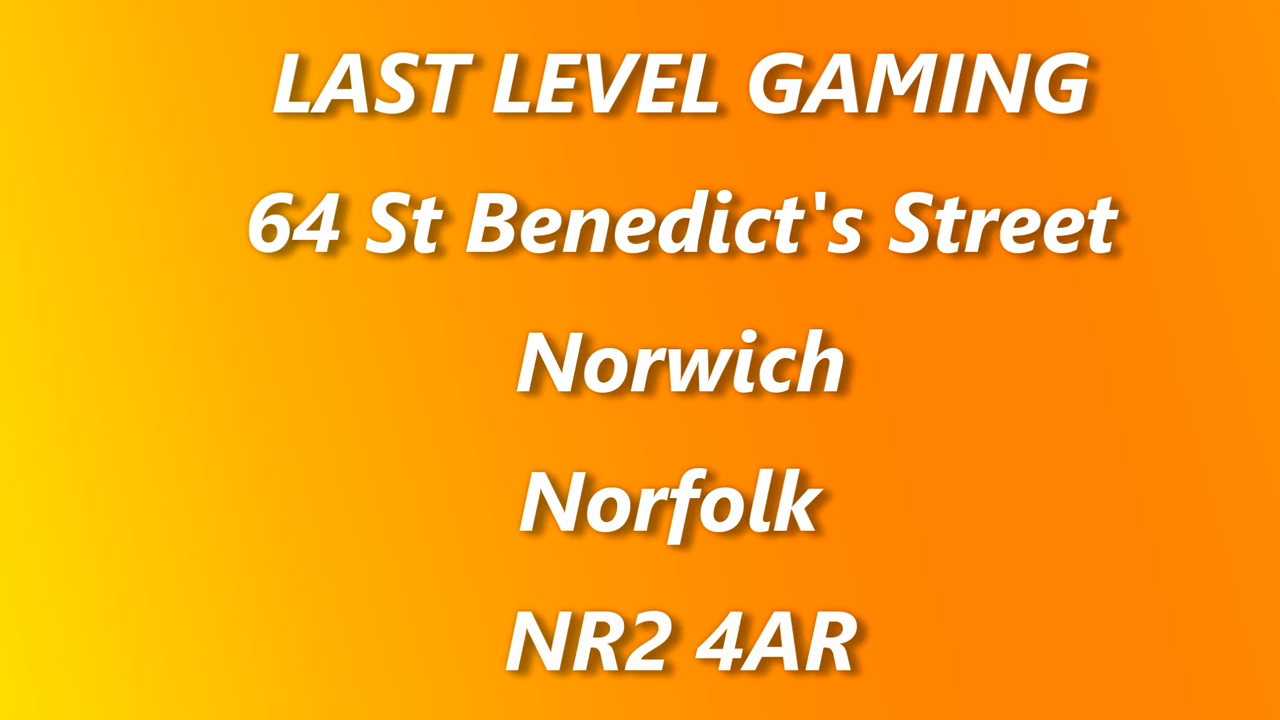 LAST LEVEL GAMING
64 St Benedict's Street
Norwich
Norfolk
NR2 4AR